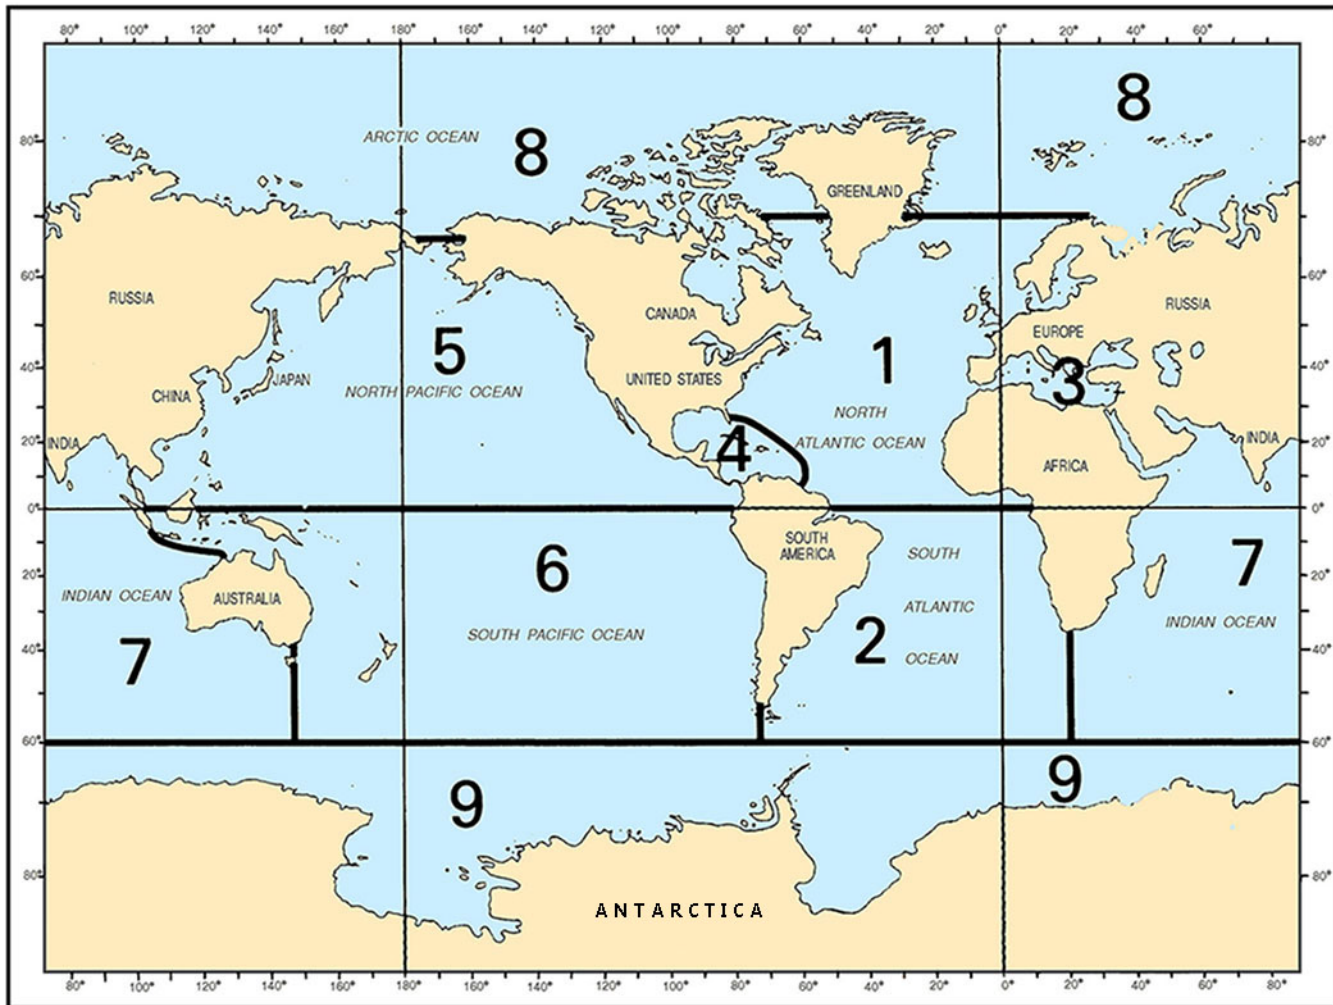 80° 100° 120° 140° 160° 180° 160° 140° 120° 100° 80° 60° 40° 20° 0° 20° 40° 60°
8
ARCTIC OCEAN
8
80° 80°
GREENLAND
60° 60°
RUSSIA
RUSSIA
CANADA
EUROPE
5
1
40° 40°
JAPAN
UNITED STATES
3
CHINA
NORTH PACIFIC OCEAN
NORTH
INDIA
20° 4 ATLANTIC OCEAN INDIA 20°
AFRICA
0° 0°
SOUTH
AMERICA
SOUTH
6
7
20° 20°
INDIAN OCEAN
AUSTRALIA
ATLANTIC
INDIAN OCEAN
SOUTH PACIFIC OCEAN
2
40° 40°
7
OCEAN
60° 60°
9
9
80° 80°
ANTARCTICA
80° 100° 120° 140° 160° 180° 160° 140° 120° 100° 80° 60° 40° 20° 0° 20° 40° 60° 80°